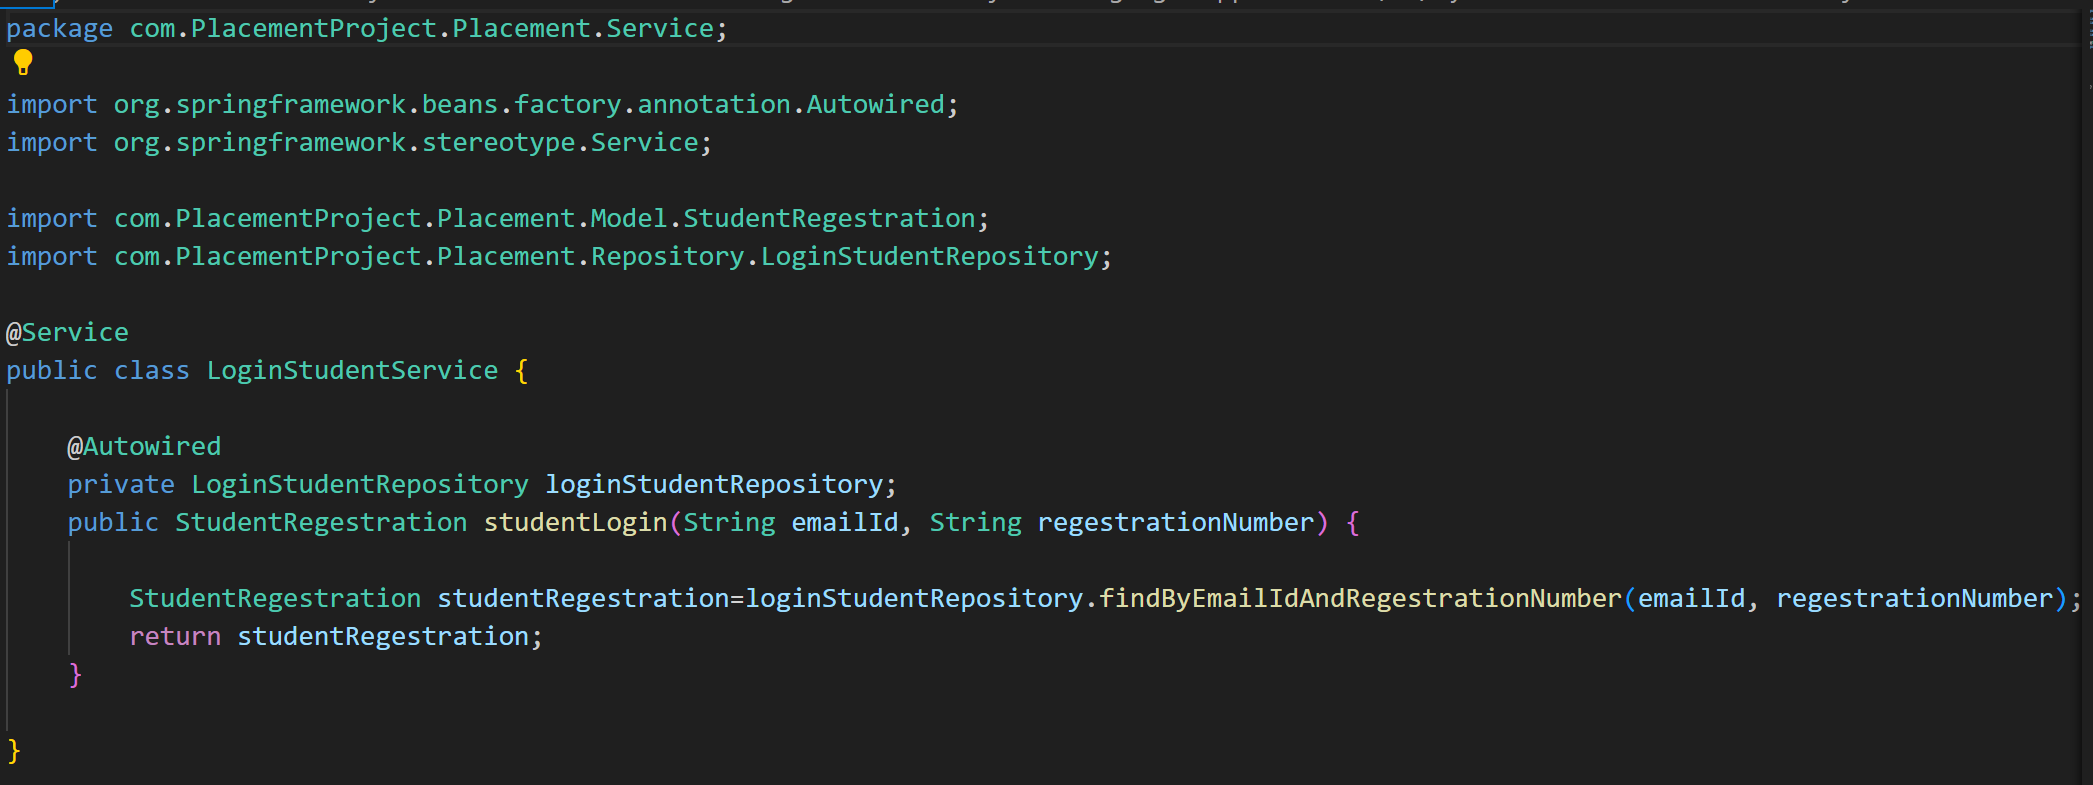 package com.PlacementProject.Placement.Service;
import org.springframework.beans.factory.annotation.Autowired;
import org.springframework.stereotype.Service;
import com.PlacementProject.Placement.Model.StudentRegestration;
import com.PlacementProject.Placement.Repository.LoginStudentRepository;
@Service
public class LoginStudentService {
@Autowired
private LoginStudentRepository loginStudentRepository;
public StudentRegestration studentLogin(String emailId, String regestrationNumber) {
StudentRegestration studentRegestration=loginStudentRepository.findByEmailIdAndRegestrationNumber(emailId, regestrationNumber);
return studentRegestration;
}
}